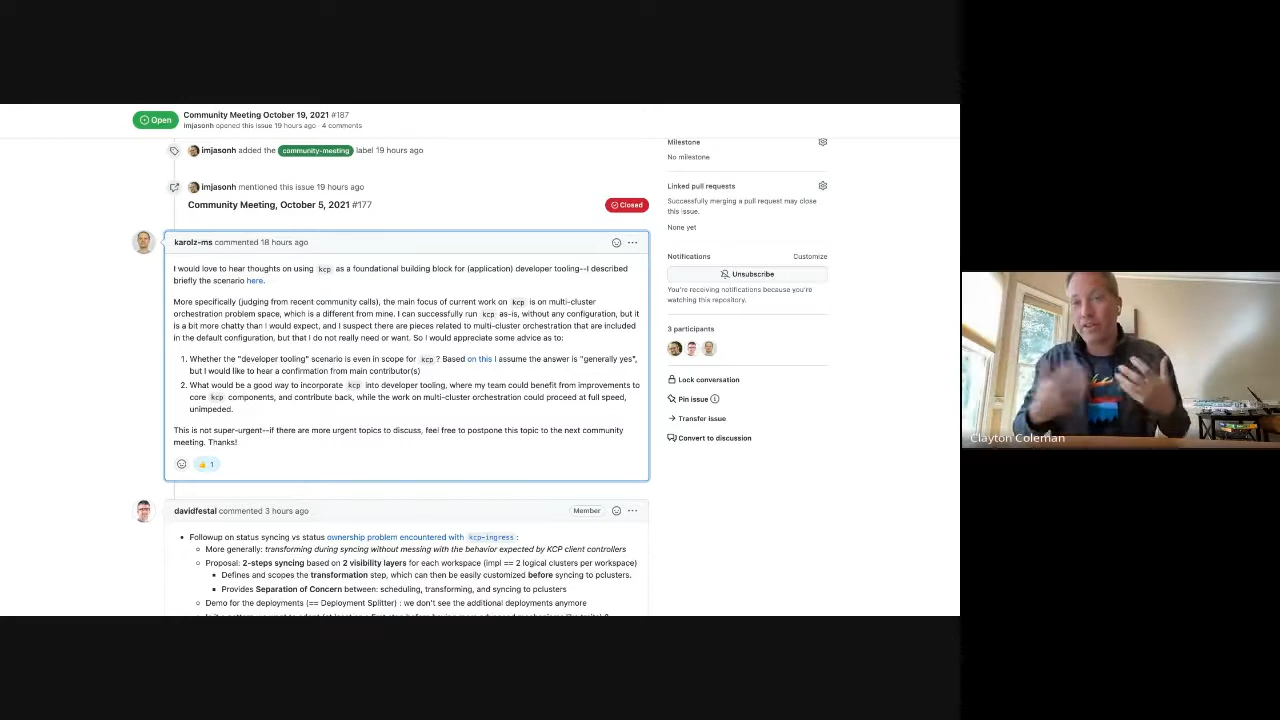 Open
Community Meeting October 19, 2021 #187
imjasonh opened this issue 19 hours ago · 4 comments
imjasonh added the community-meeting label 19 hours ago
imjasonh mentioned this issue 19 hours ago
Community Meeting, October 5, 2021 #177
Closed
karolz-ms commented 18 hours ago
I would love to hear thoughts on using kcp as a foundational building block for (application) developer tooling--I described
briefly the scenario here.
More specifically (judging from recent community calls), the main focus of current work on kcp is on multi-cluster
orchestration problem space, which is a different from mine. I can successfully run kcp as-is, without any configuration, but it
is a bit more chatty than I would expect, and I suspect there are pieces related to multi-cluster orchestration that are included
in the default configuration, but that I do not really need or want. So I would appreciate some advice as to:
1. Whether the "developer tooling" scenario is even in scope for kcp? Based on this I assume the answer is "generally yes",
but I would like to hear a confirmation from main contributor(s)
2. What would be a good way to incorporate kcp into developer tooling, where my team could benefit from improvements to
core kcp components, and contribute back, while the work on multi-cluster orchestration could proceed at full speed,
unimpeded.
This is not super-urgent--if there are more urgent topics to discuss, feel free to postpone this topic to the next community
meeting. Thanks!
1
davidfestal commented 3 hours ago
Member
• Followup on status syncing vs status ownership problem encountered with kcp-ingress :
More generally: transforming during syncing without messing with the behavior expected by KCP client controllers
Proposal: 2-steps syncing based on 2 visibility layers for each workspace (impl == 2 logical clusters per workspace)
Defines and scopes the transformation step, which can then be easily customized before syncing to pclusters.
Provides Separation of Concern between: scheduling, transforming, and syncing to pclusters
Demo for the deployments (== Deployment Splitter) : we don't see the additional deployments anymore
Milestone
No milestone
Linked pull requests
Successfully merging a pull request may close
this issue.
None yet
Notifications
Customize
Unsubscribe
You're receiving notifications because you're
watching this repository.
3 participants
Lock conversation
Pin issue
Transfer issue
Convert to discussion
Clayton Coleman